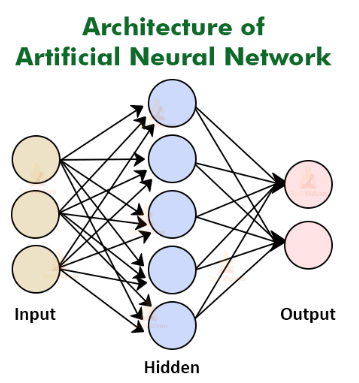 Architecture of
Artificial Neural Network
Input
Output
Hidden